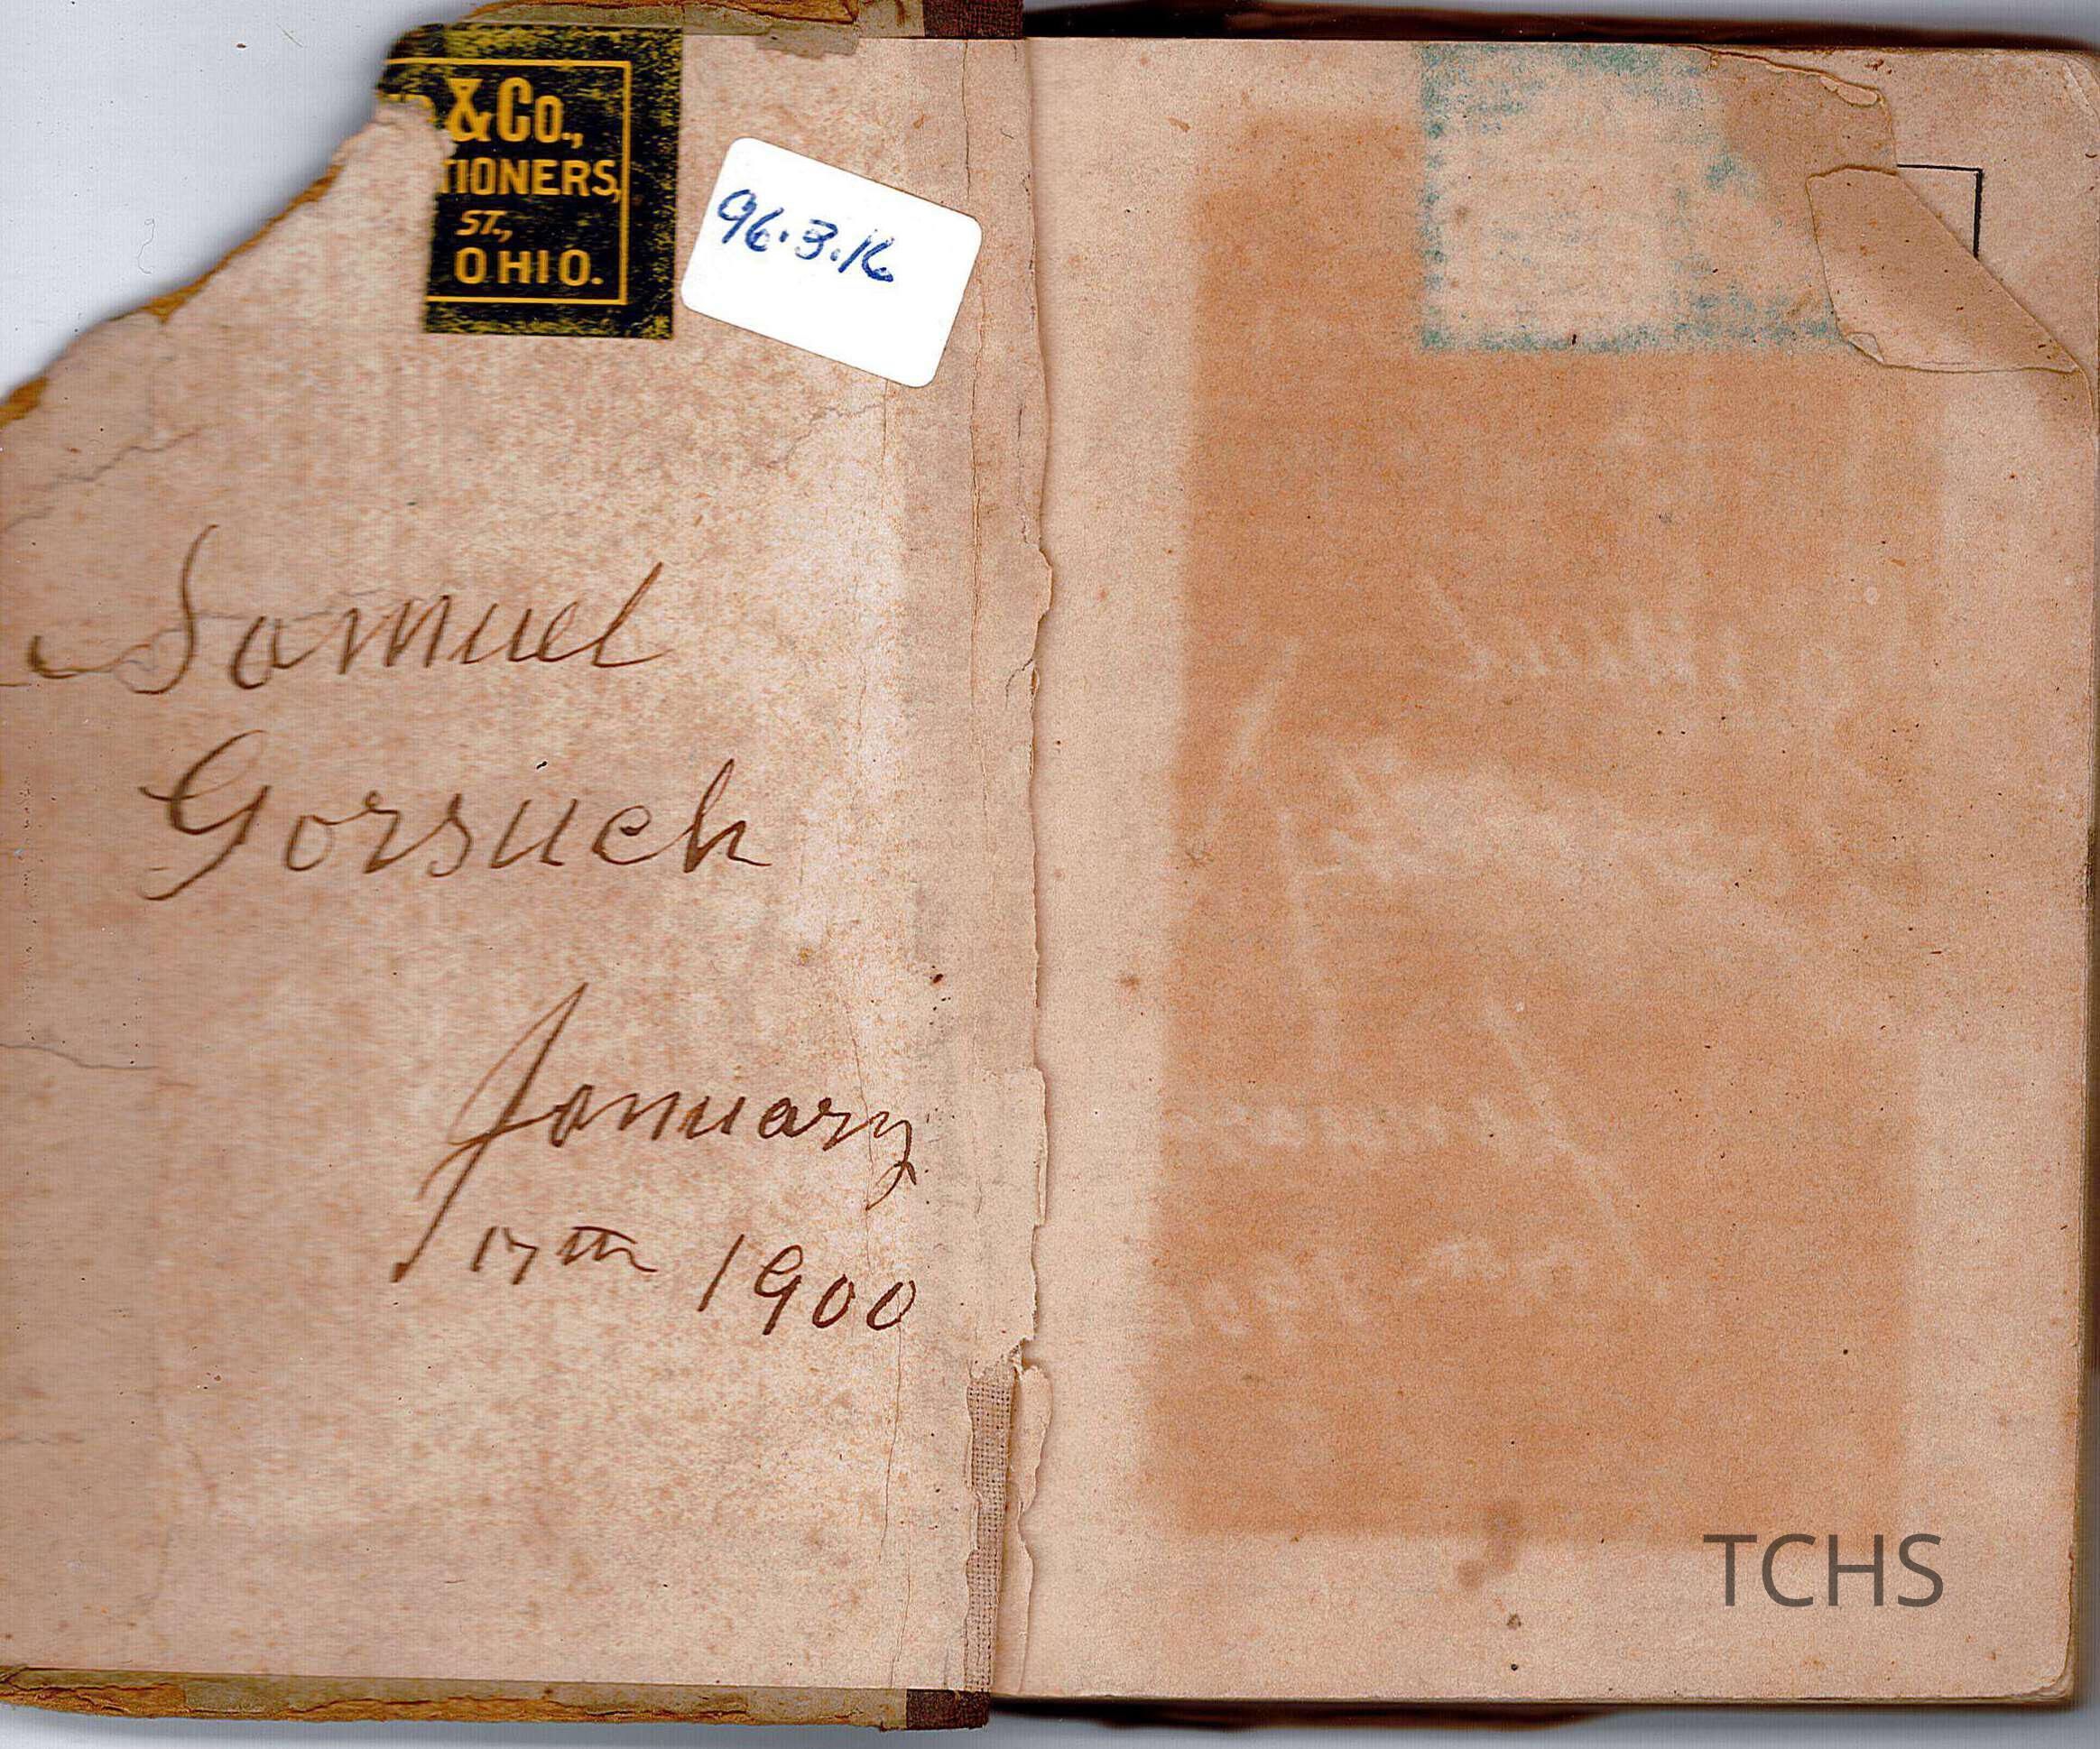 & Co.,
TIONERS,
ST.,
OHIO.
96.3.16
Samuel
Gorsuch
January
17th 1900
TCHS